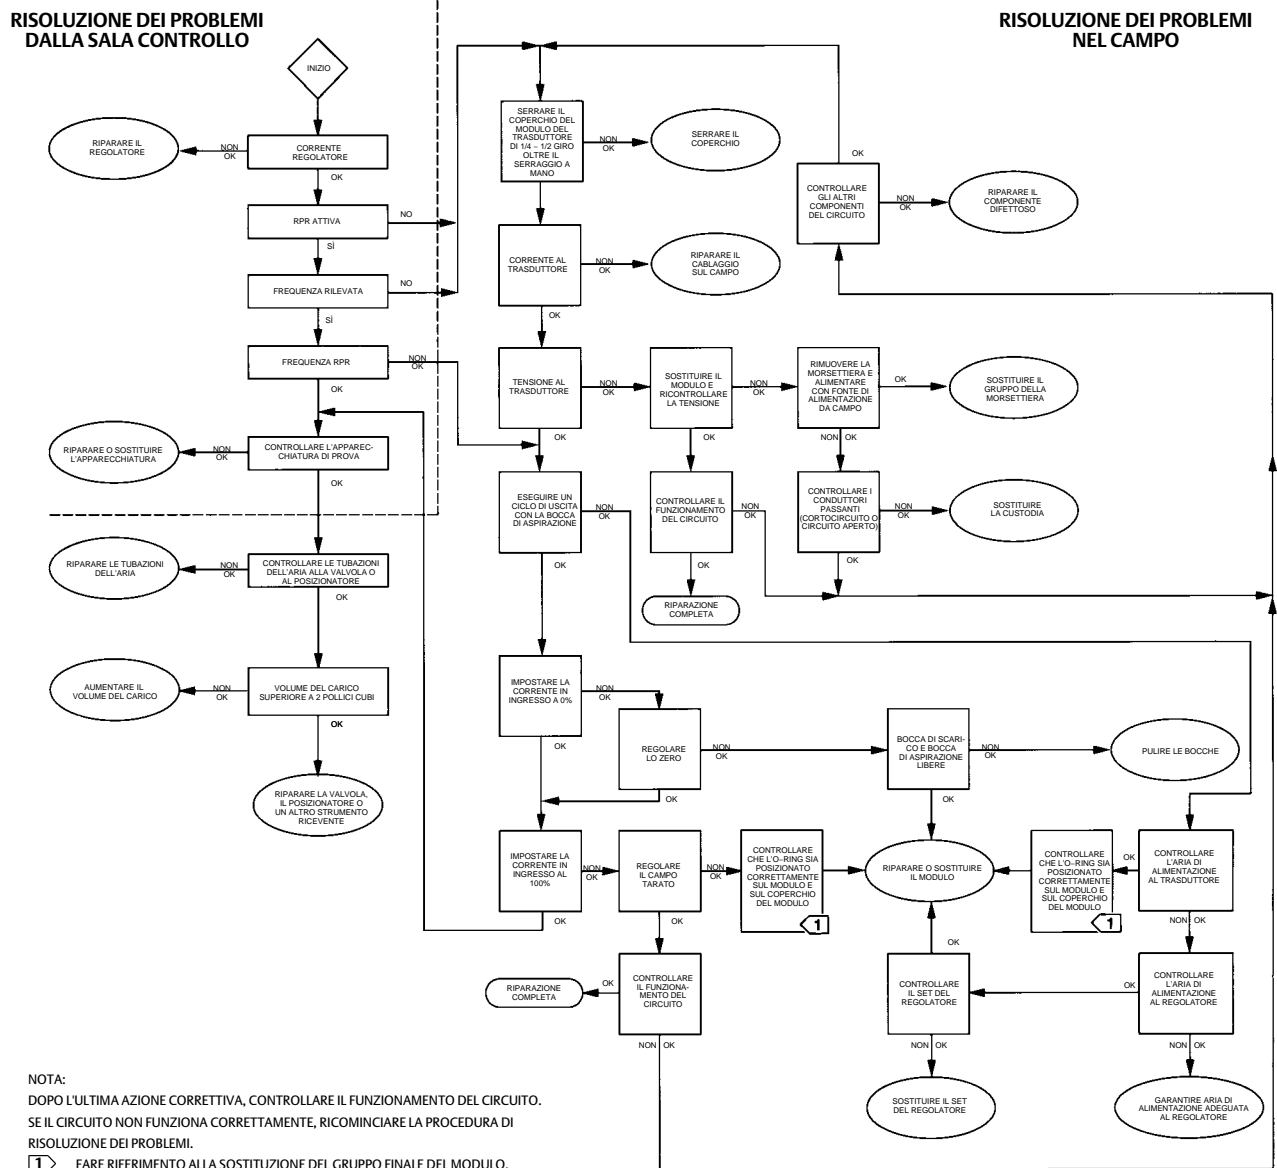 RISOLUZIONE DEI PROBLEMI
DALLA SALA CONTROLLO
RISOLUZIONE DEI PROBLEMI
NEL CAMPO
INIZIO
RIPARARE IL
REGOLATORE
NON
OK
CORRENTE
REGOLATORE
OK
RPR ATTIVA
NO
SÌ
FREQUENZA RILEVATA
NO
SÌ
FREQUENZA RPR
NON
OK
OK
RIPARARE O SOSTITUIRE
L'APPARECCHIATURA
NON
OK
CONTROLLARE L'APPAREC-
CHIATURA DI PROVA
OK
RIPARARE LE TUBAZIONI
DELL'ARIA
NON
OK
CONTROLLARE LE TUBAZIONI
DELL'ARIA ALLA VALVOLA O
AL POSIZIONATORE
OK
AUMENTARE IL
VOLUME DEL CARICO
NON
OK
VOLUME DEL CARICO
SUPERIORE A 2 POLLICI CUBI
OK
RIPARARE LA VALVOLA,
IL POSIZIONATORE O
UN ALTRO STRUMENTO
RICEVENTE
SERRARE IL
COPERCHIO DEL
MODULO DEL
TRASDUTTORE
DI 1/4 – 1/2 GIRO
OLTRE IL
SERRAGGIO A
MANO
NON
OK
SERRARE IL
COPERCHIO
OK
CONTROLLARE
GLI ALTRI
COMPONENTI
DEL CIRCUITO
NON
OK
RIPARARE IL
COMPONENTE
DIFETTOSO
CORRENTE AL
TRASDUTTORE
NON
OK
RIPARARE IL
CABLAGGIO
SUL CAMPO
OK
TENSIONE AL
TRASDUTTORE
NON
OK
SOSTITUIRE IL
MODULO E
RICONTROLLARE
LA TENSIONE
NON
OK
RIMUOVERE LA
MORSETTIERA E
ALIMENTARE
CON FONTE DI
ALIMENTAZIONE
DA CAMPO
OK
SOSTITUIRE IL
GRUPPO DELLA
MORSETTIERA
OK
OK
NON OK
ESEGUIRE UN
CICLO DI USCITA
CON LA BOCCA
DI ASPIRAZIONE
NON
OK
CONTROLLARE IL
FUNZIONAMENTO
DEL CIRCUITO
NON
OK
CONTROLLARE I
CONDUTTORI
PASSANTI
(CORTOCIRCUITO O
CIRCUITO APERTO)
NON
OK
SOSTITUIRE
LA CUSTODIA
OK
OK
OK
RIPARAZIONE
COMPLETA
IMPOSTARE LA
CORRENTE IN
INGRESSO A 0%
NON
OK
OK
REGOLARE
LO ZERO
NON
OK
BOCCA DI SCARI-
CO E BOCCA
DI ASPIRAZIONE
LIBERE
NON
OK
PULIRE LE BOCCHE
OK
OK
IMPOSTARE LA
CORRENTE IN
INGRESSO AL
100%
NON
OK
REGOLARE
IL CAMPO
TARATO
NON
OK
CONTROLLARE
CHE L'O–RING SIA
POSIZIONATO
CORRETTAMENTE
SUL MODULO E
SUL COPERCHIO
DEL MODULO
1
RIPARARE O SOSTITUIRE
IL MODULO
CONTROLLARE
CHE L'O–RING SIA
POSIZIONATO
CORRETTAMENTE
SUL MODULO E
SUL COPERCHIO
DEL MODULO
1
OK
CONTROLLARE
L'ARIA DI
ALIMENTAZIONE
AL TRASDUTTORE
OK
OK
NON OK
RIPARAZIONE
COMPLETA
OK
CONTROLLARE
IL FUNZIONA-
MENTO DEL
CIRCUITO
NON OK
OK
CONTROLLARE
IL SET DEL
REGOLATORE
OK
CONTROLLARE
L'ARIA DI
ALIMENTAZIONE
AL REGOLATORE
NON OK
NON OK
SOSTITUIRE IL SET
DEL REGOLATORE
GARANTIRE ARIA DI
ALIMENTAZIONE ADEGUATA
AL REGOLATORE
NOTA:
DOPO L'ULTIMA AZIONE CORRETTIVA, CONTROLLARE IL FUNZIONAMENTO DEL CIRCUITO.
SE IL CIRCUITO NON FUNZIONA CORRETTAMENTE, RICOMINCIARE LA PROCEDURA DI
RISOLUZIONE DEI PROBLEMI.
1 FARE RIFERIMENTO ALLA SOSTITUZIONE DEL GRUPPO FINALE DEL MODULO.